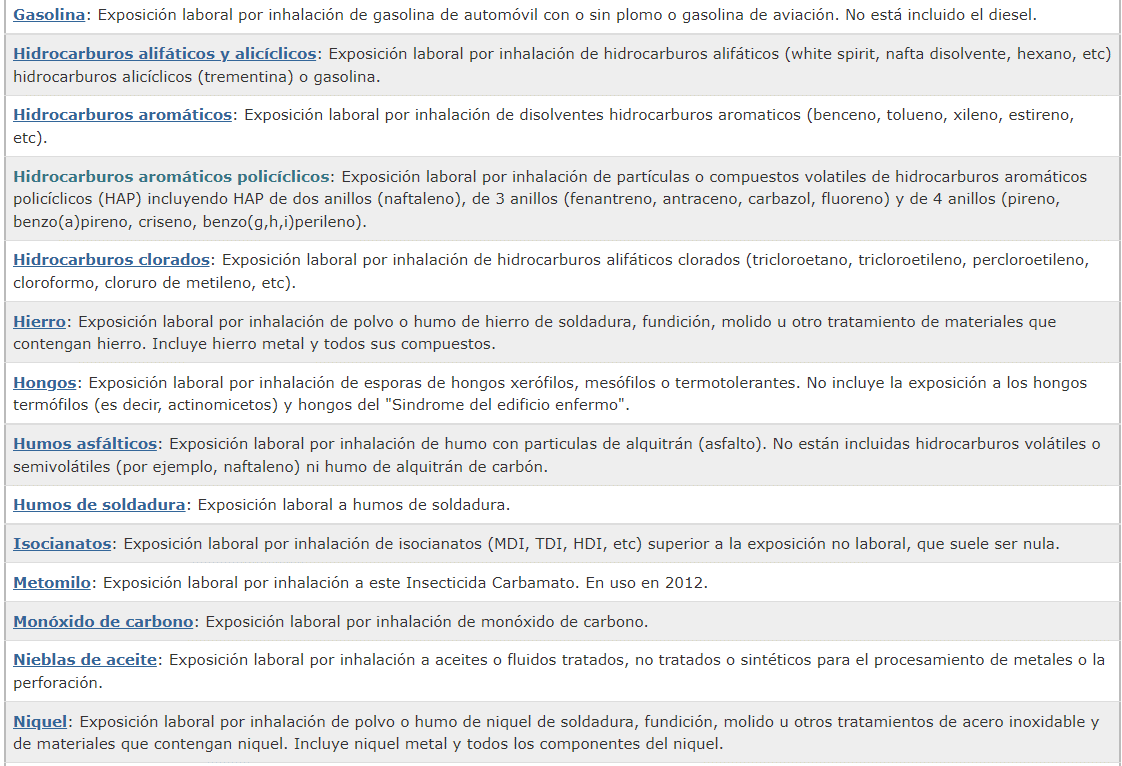 Gasolina: Exposición laboral por inhalación de gasolina de automóvil con o sin plomo o gasolina de aviación. No está incluido el diesel.
Hidrocarburos alifáticos y alicíclicos: Exposición laboral por inhalación de hidrocarburos alifáticos (white spirit, nafta disolvente, hexano, etc)
hidrocarburos alicíclicos (trementina) o gasolina.
Hidrocarburos aromáticos: Exposición laboral por inhalación de disolventes hidrocarburos aromaticos (benceno, tolueno, xileno, estireno,
etc).
Hidrocarburos aromáticos policíclicos: Exposición laboral por inhalación de partículas o compuestos volatiles de hidrocarburos aromáticos
policíclicos (HAP) incluyendo HAP de dos anillos (naftaleno), de 3 anillos (fenantreno, antraceno, carbazol, fluoreno) y de 4 anillos (pireno,
benzo(a)pireno, criseno, benzo(g,h,i)perileno).
Hidrocarburos clorados: Exposición laboral por inhalación de hidrocarburos alifáticos clorados (tricloroetano, tricloroetileno, percloroetileno,
cloroformo, cloruro de metileno, etc).
Hierro: Exposición laboral por inhalación de polvo o humo de hierro de soldadura, fundición, molido u otro tratamiento de materiales que
contengan hierro. Incluye hierro metal y todos sus compuestos.
Hongos: Exposición laboral por inhalación de esporas de hongos xerófilos, mesófilos o termotolerantes. No incluye la exposición a los hongos
termófilos (es decir, actinomicetos) y hongos del "Sindrome del edificio enfermo".
Humos asfálticos: Exposición laboral por inhalación de humo con particulas de alquitrán (asfalto). No están incluidas hidrocarburos volátiles o
semivolátiles (por ejemplo, naftaleno) ni humo de alquitrán de carbón.
Humos de soldadura: Exposición laboral a humos de soldadura.
Isocianatos: Exposición laboral por inhalación de isocianatos (MDI, TDI, HDI, etc) superior a la exposición no laboral, que suele ser nula.
Metomilo: Exposición laboral por inhalación a este Insecticida Carbamato. En uso en 2012.
Monóxido de carbono: Exposición laboral por inhalación de monóxido de carbono.
Nieblas de aceite: Exposición laboral por inhalación a aceites o fluidos tratados, no tratados o sintéticos para el procesamiento de metales o la
perforación.
Niquel: Exposición laboral por inhalación de polvo o humo de niquel de soldadura, fundición, molido u otros tratamientos de acero inoxidable y
de materiales que contengan niquel. Incluye niquel metal y todos los componentes del niquel.